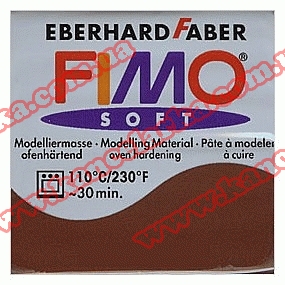 EBERHARD FABER
FIMO®
SOFT
Modelliermasse · Modelling Material · Pâte à modeler
ofenhärtend oven hardening à cuire
110°C/230°F
~30 min.